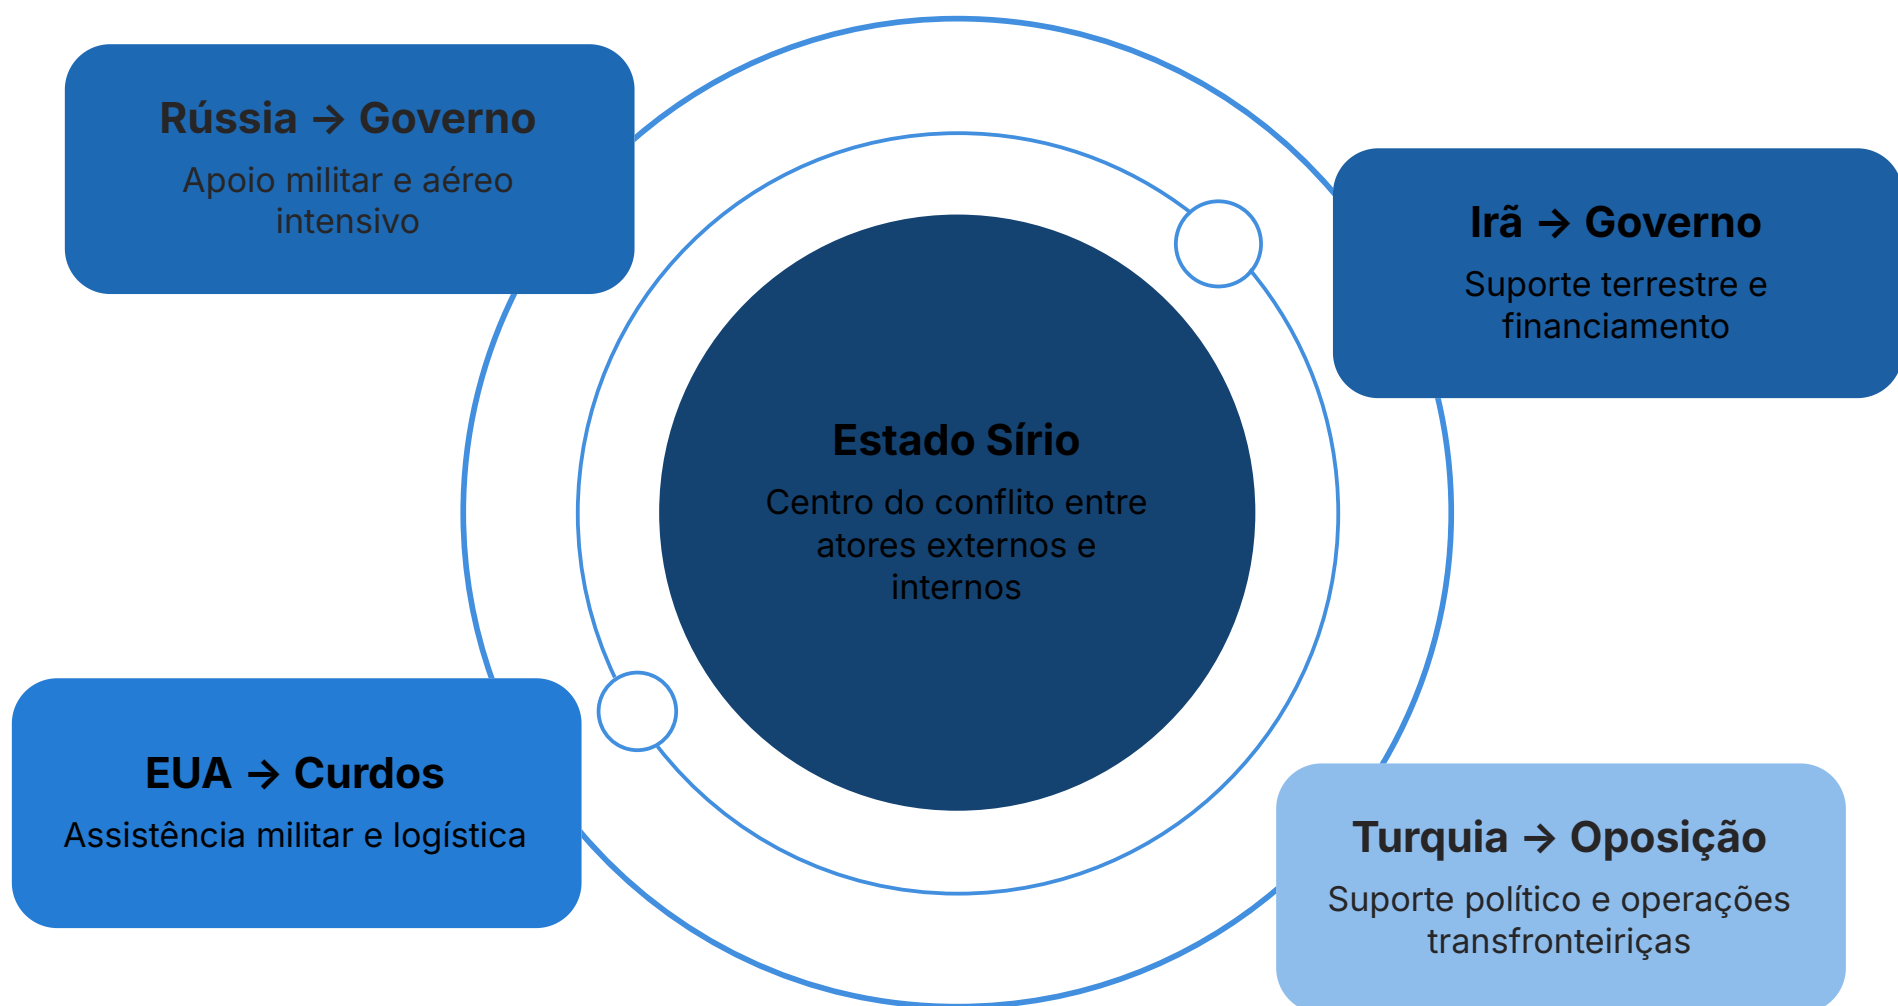 Rússia → Governo
Apoio militar e aéreo
intensivo
Irã → Governo
Suporte terrestre e
financiamento
Estado Sírio
Centro do conflito entre
atores externos e
internos
EUA → Curdos
Assistência militar e logística
Turquia → Oposição
Suporte político e operações
transfronteiriças